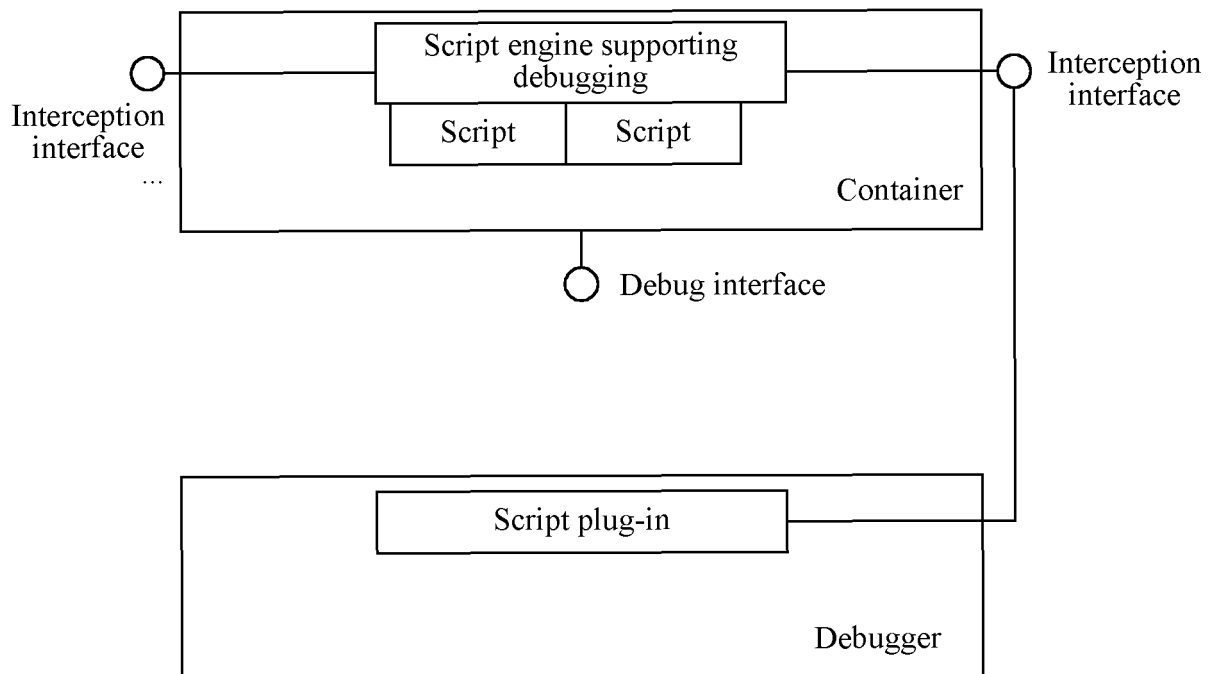 Script engine supporting
debugging
Interception
interface
Interception
interface
...
Script
Script
Container
Debug interface
Script plug-in
Debugger